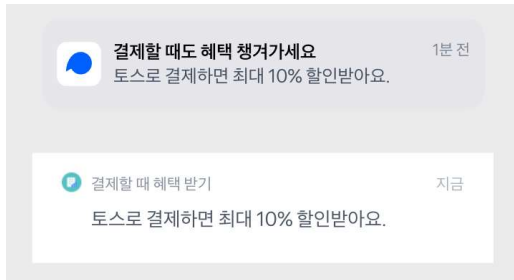 결제할 때도 혜택 챙겨가세요 1분 전
토스로 결제하면 최대 10% 할인받아요.
결제할 때 혜택 받기 지금
토스로 결제하면 최대 10% 할인받아요.